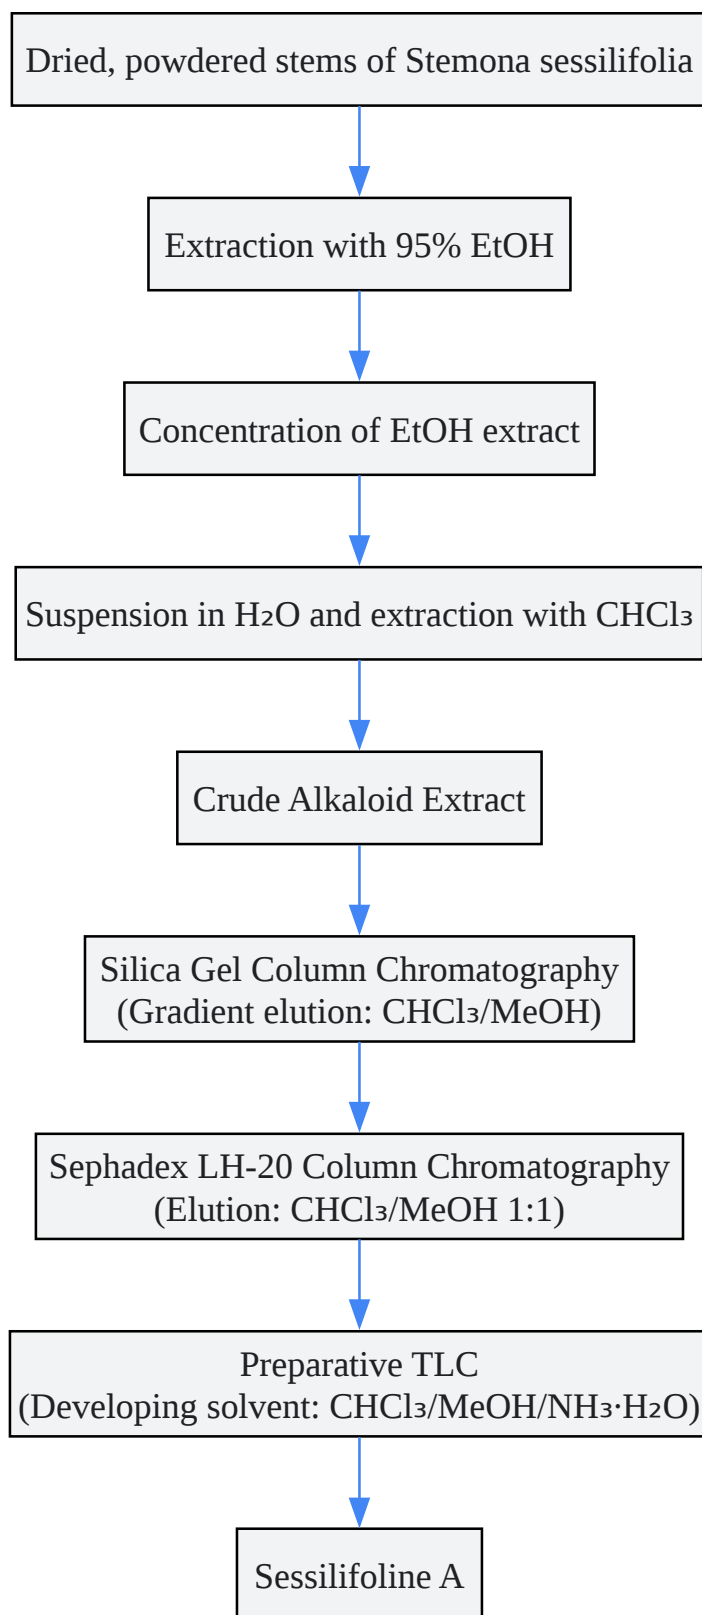 Dried, powdered stems of Stemona sessilifolia
Extraction with 95% EtOH
Concentration of EtOH extract
Suspension in H₂O and extraction with CHCl₃
Crude Alkaloid Extract
Silica Gel Column Chromatography
(Gradient elution: CHCl₃/MeOH)
Sephadex LH-20 Column Chromatography
(Elution: CHCl₃/MeOH 1:1)
Preparative TLC
(Developing solvent: CHCl₃/MeOH/NH₃·H₂O)
Sessilifoline A